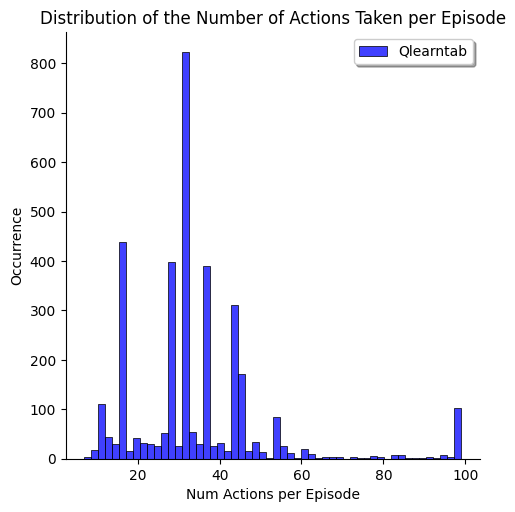 Distribution of the Number of Actions Taken per Episode
Qlearntab
800
700
600
500
400
300
200
100
0
Occurrence
20 40 60 80 100
Num Actions per Episode